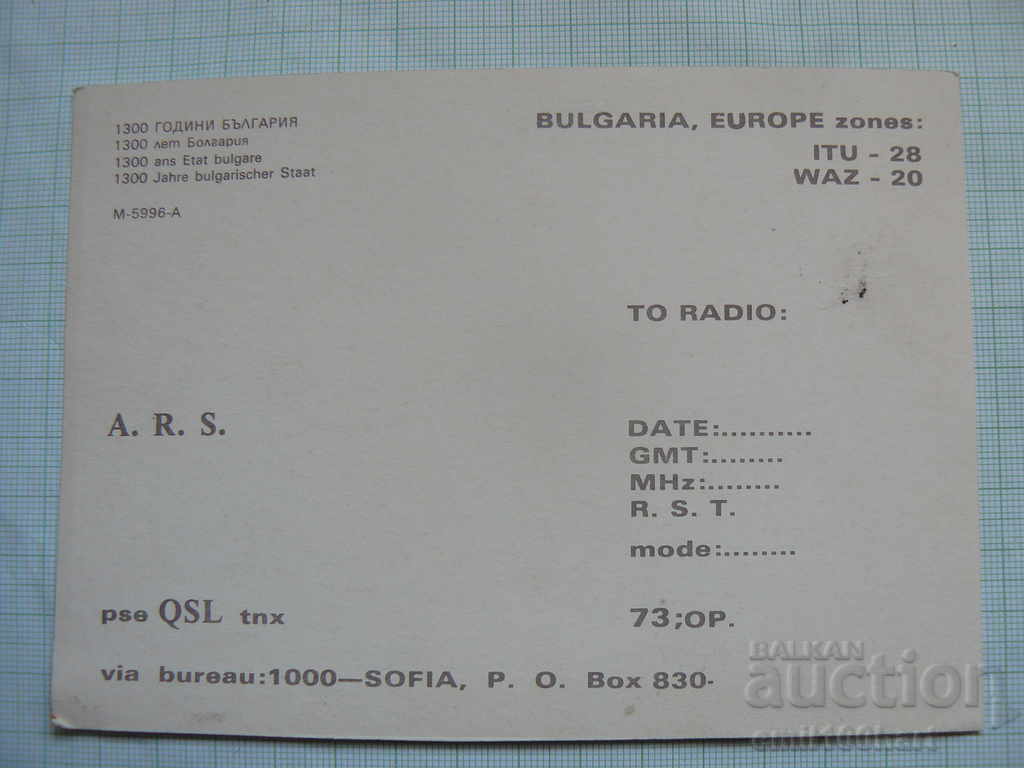 1300 ГОДИНИ БЪЛГАРИЯ
1300 лет Болгария
1300 ans Etat bulgare
1300 Jahre bulgarischer Staat
M-5996-A
BULGARIA, EUROPE zones:
ITU - 28
WAZ - 20
TO RADIO:
A. R. S.
DATE:..........
GMT:........
MHz:........
R. S. T.
mode:........
pse QSL tnx
73;OP.
via bureau:1000—SOFIA, P. O. Box 830-
BALKAN
auction
emil100hart